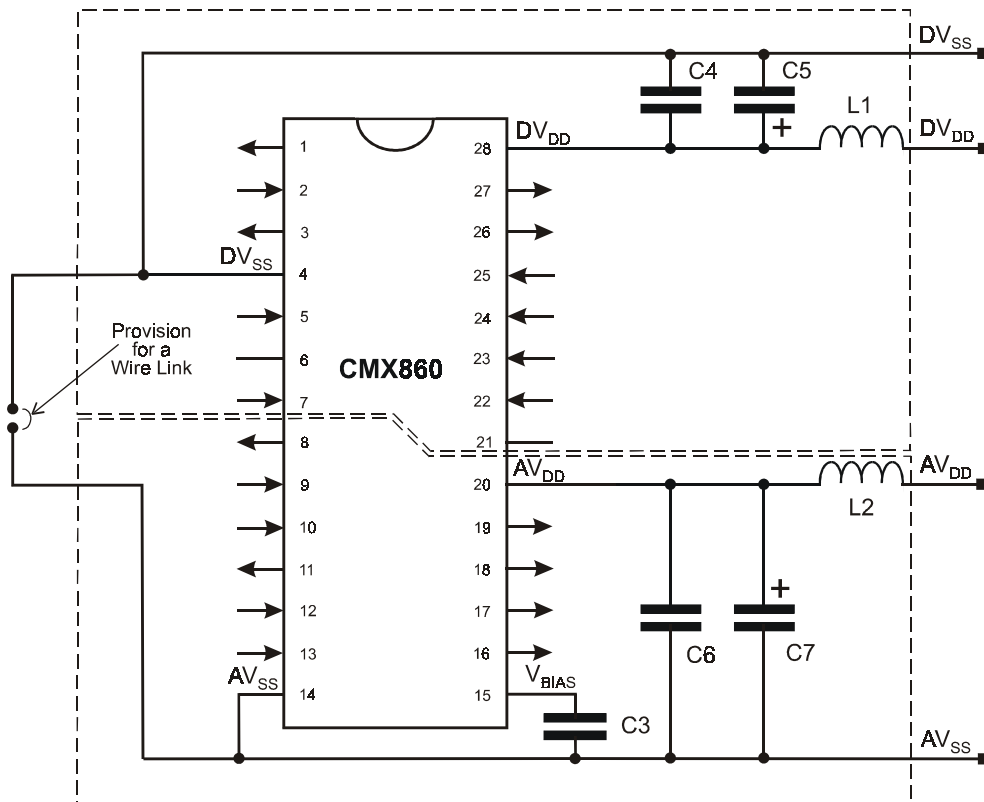 DVSS
C4
C5
L1
DVDD
DVDD
1
28
2
27
3
26
DVSS
4
25
5
24
Provision
for a
Wire Link
6
23
CMX860
7
22
8
21
AVDD
AVDD
9
20
L2
10
19
11
18
12
17
+
+
13
16
C6
C7
AVSS
VBIAS
14
15
C3
AVSS